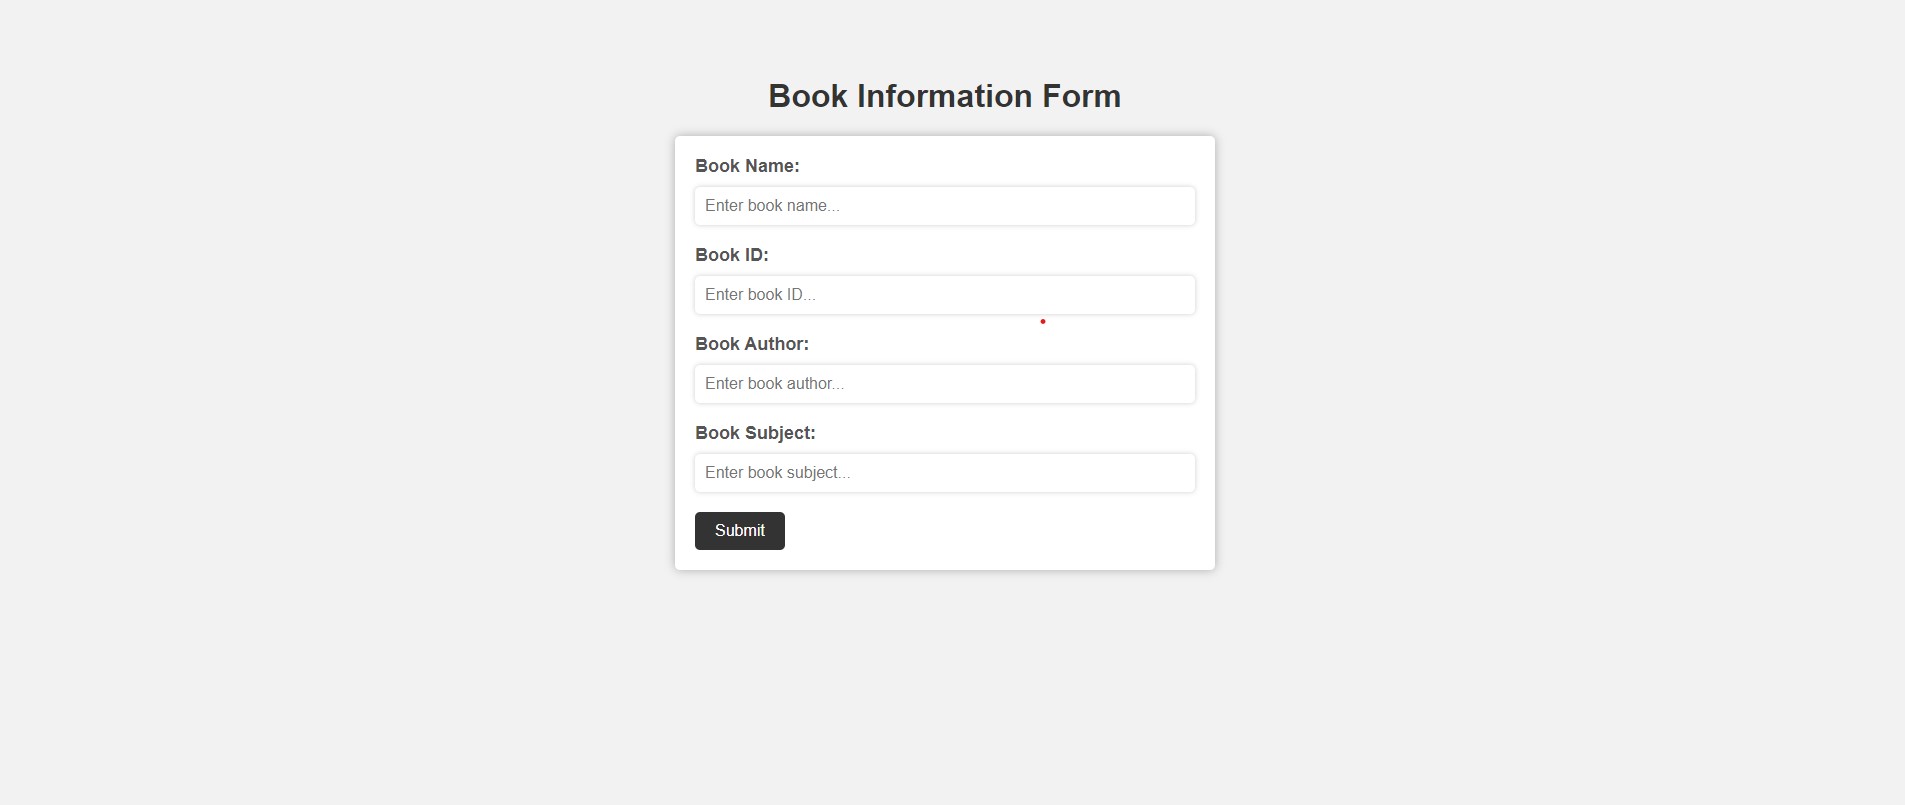 Book Information Form
Book Name:
Enter book name...
Book ID:
Enter book ID...
Book Author:
Enter book author...
Book Subject:
Enter book subject...
Submit